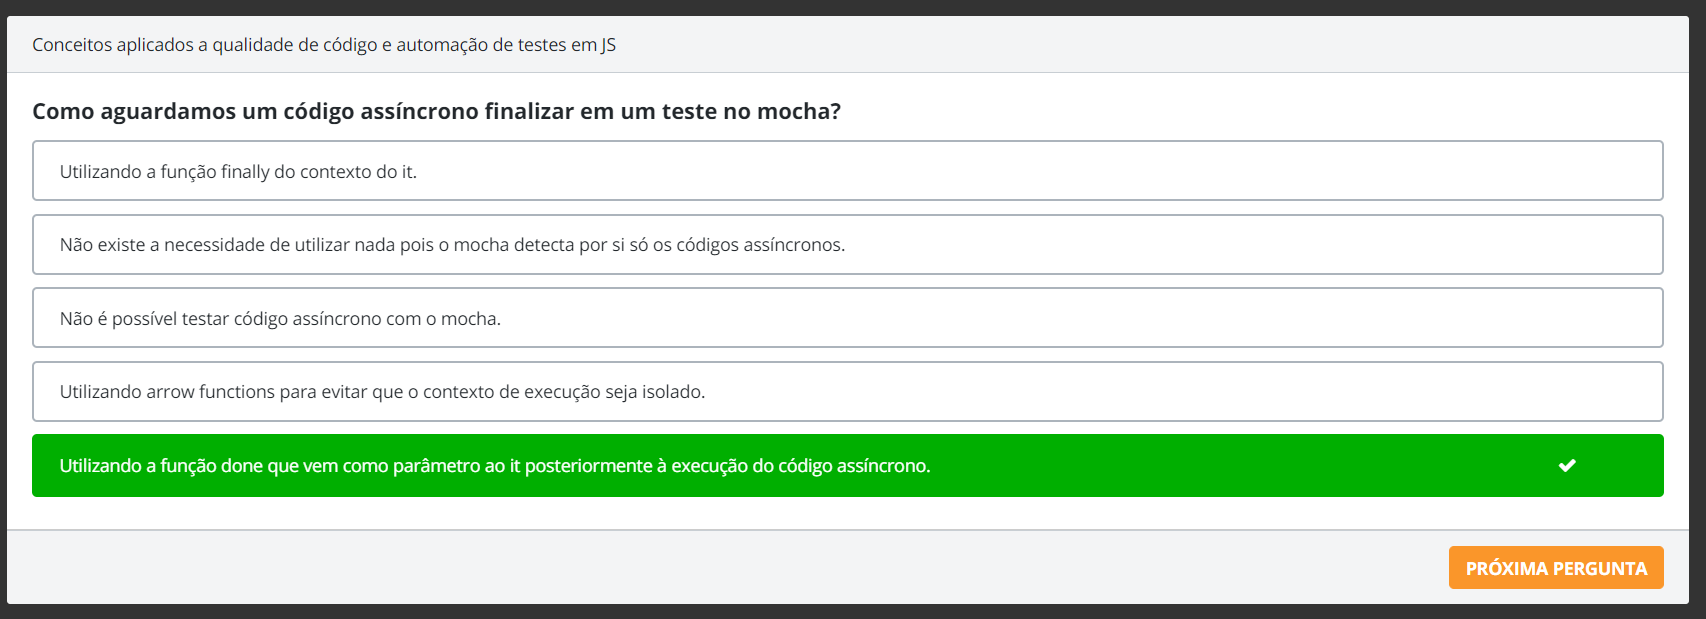 Conceitos aplicados a qualidade de código e automação de testes em JS
Como aguardamos um código assíncrono finalizar em um teste no mocha?
Utilizando a função finally do contexto do it.
Não existe a necessidade de utilizar nada pois o mocha detecta por si só os códigos assíncronos.
Não é possível testar código assíncrono com o mocha.
Utilizando arrow functions para evitar que o contexto de execução seja isolado.
Utilizando a função done que vem como parâmetro ao it posteriormente à execução do código assíncrono.
PRÓXIMA PERGUNTA